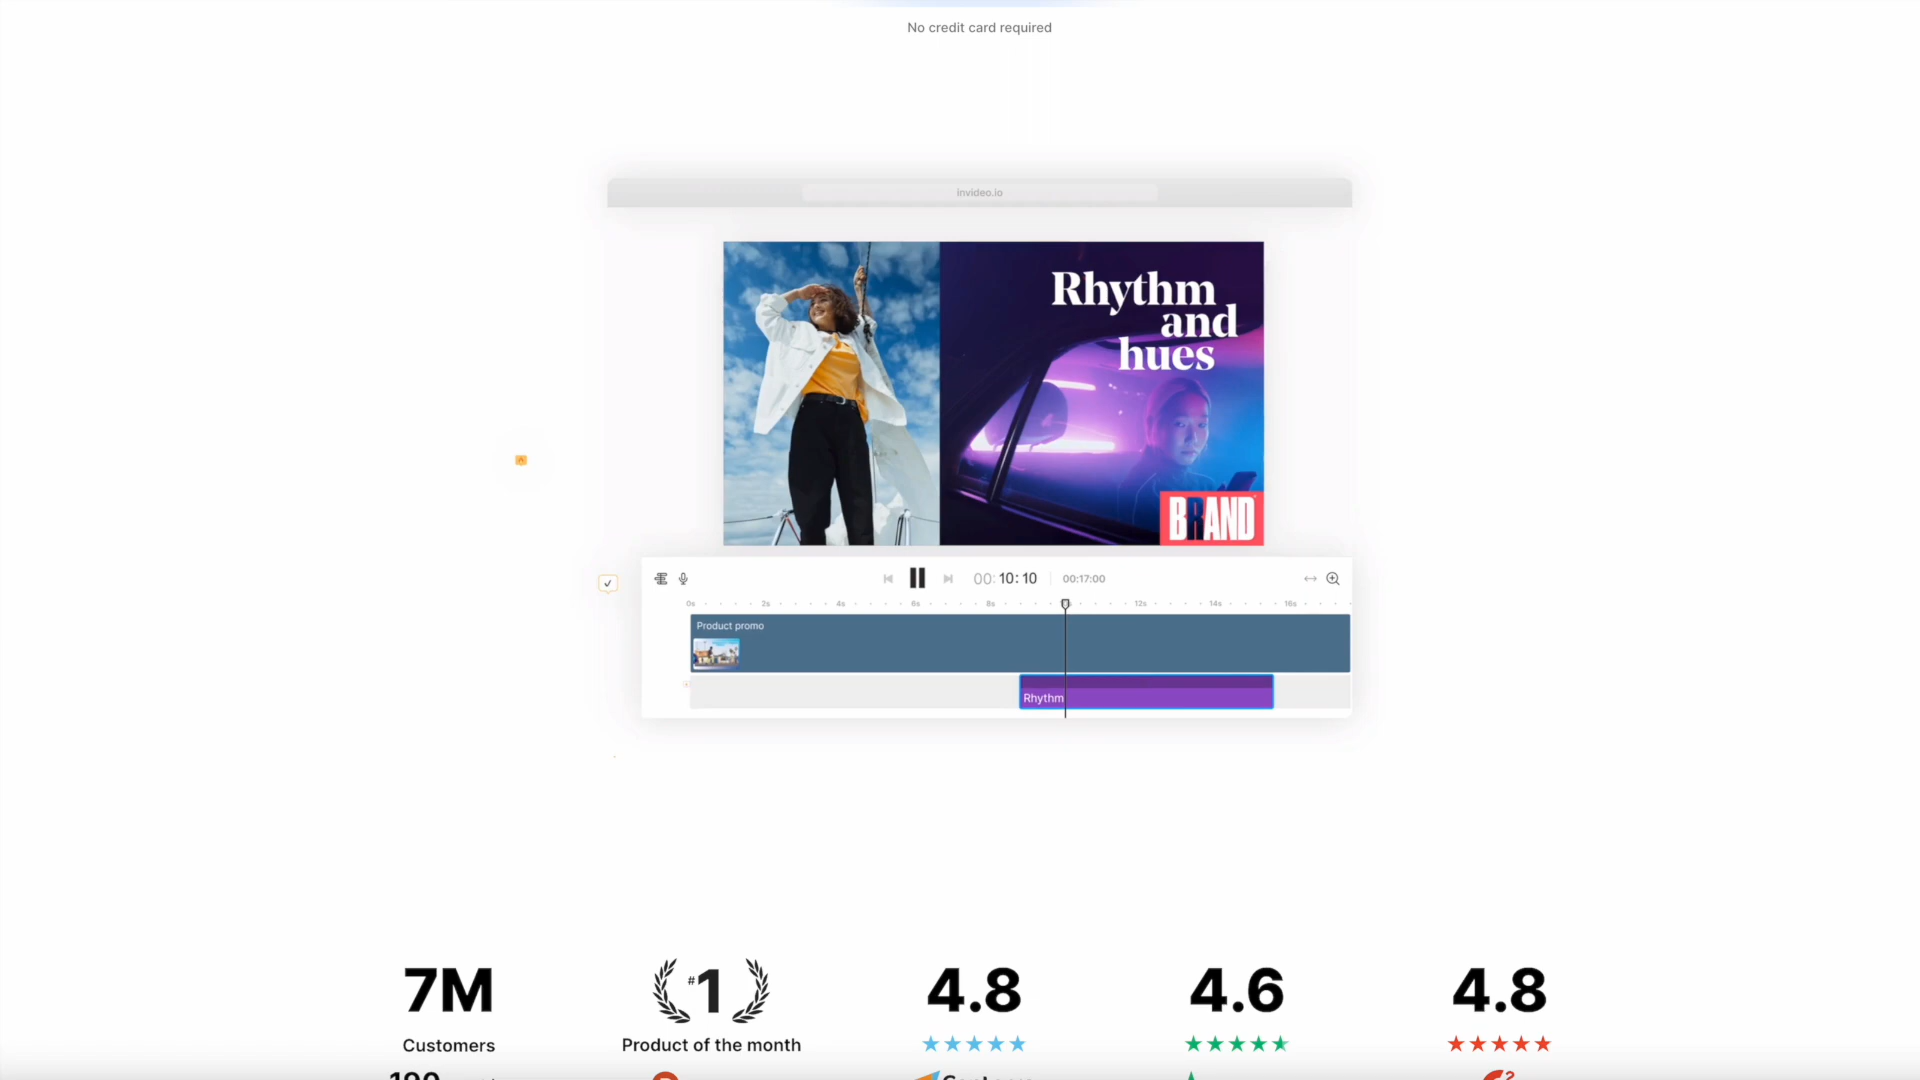 No credit card required
invideo.io
Rhythm
and
hues
BRAND
00:10:10 00:17:00
0s 2s 4s 6s 8s 12s 14s 16s
Product promo
Rhythm
7M #1 4.8 4.6 4.8
Customers Product of the month